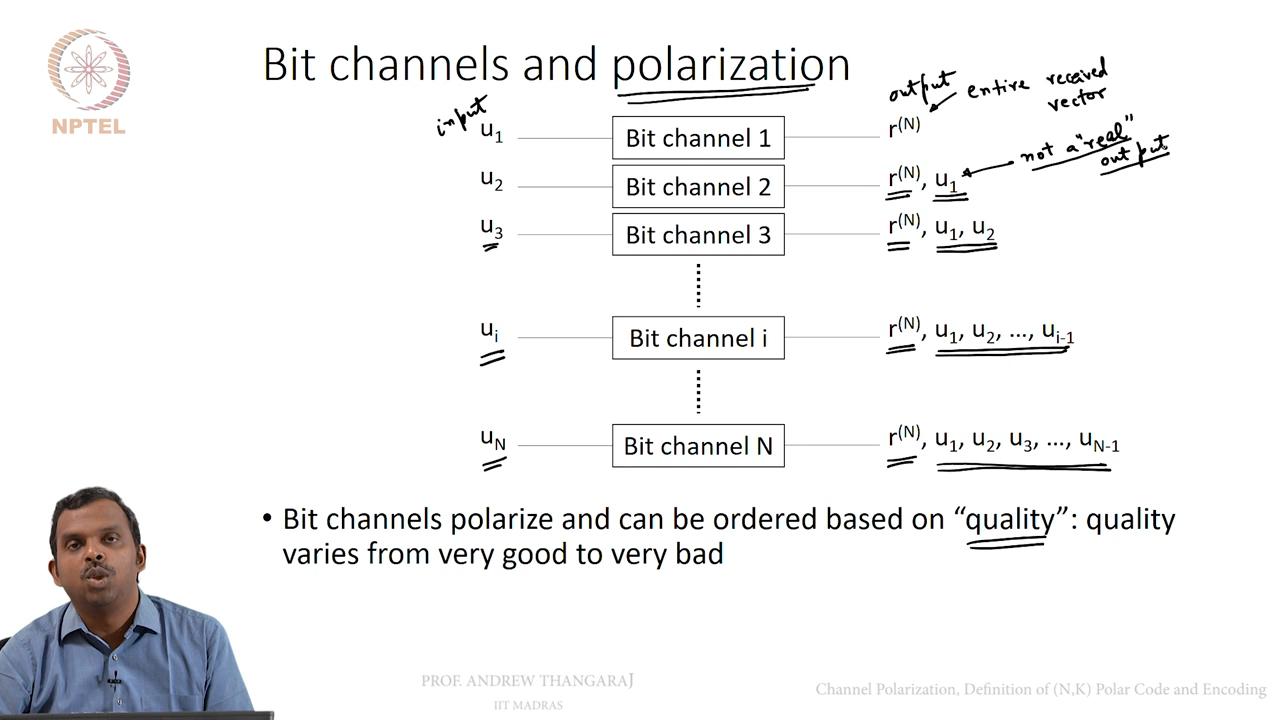 Bit channels and polarization
NPTEL
input
output
entire received
vector
u1 Bit channel 1 r(N)
not a "real"
output
u2 Bit channel 2 r(N), u1
u3 Bit channel 3 r(N), u1, u2
ui Bit channel i r(N), u1, u2, ..., ui-1
uN Bit channel N r(N), u1, u2, u3, ..., uN-1
• Bit channels polarize and can be ordered based on “quality”: quality
varies from very good to very bad
PROF. ANDREW THANGARAJ
IIT MADRAS
Channel Polarization, Definition of (N,K) Polar Code and Encoding